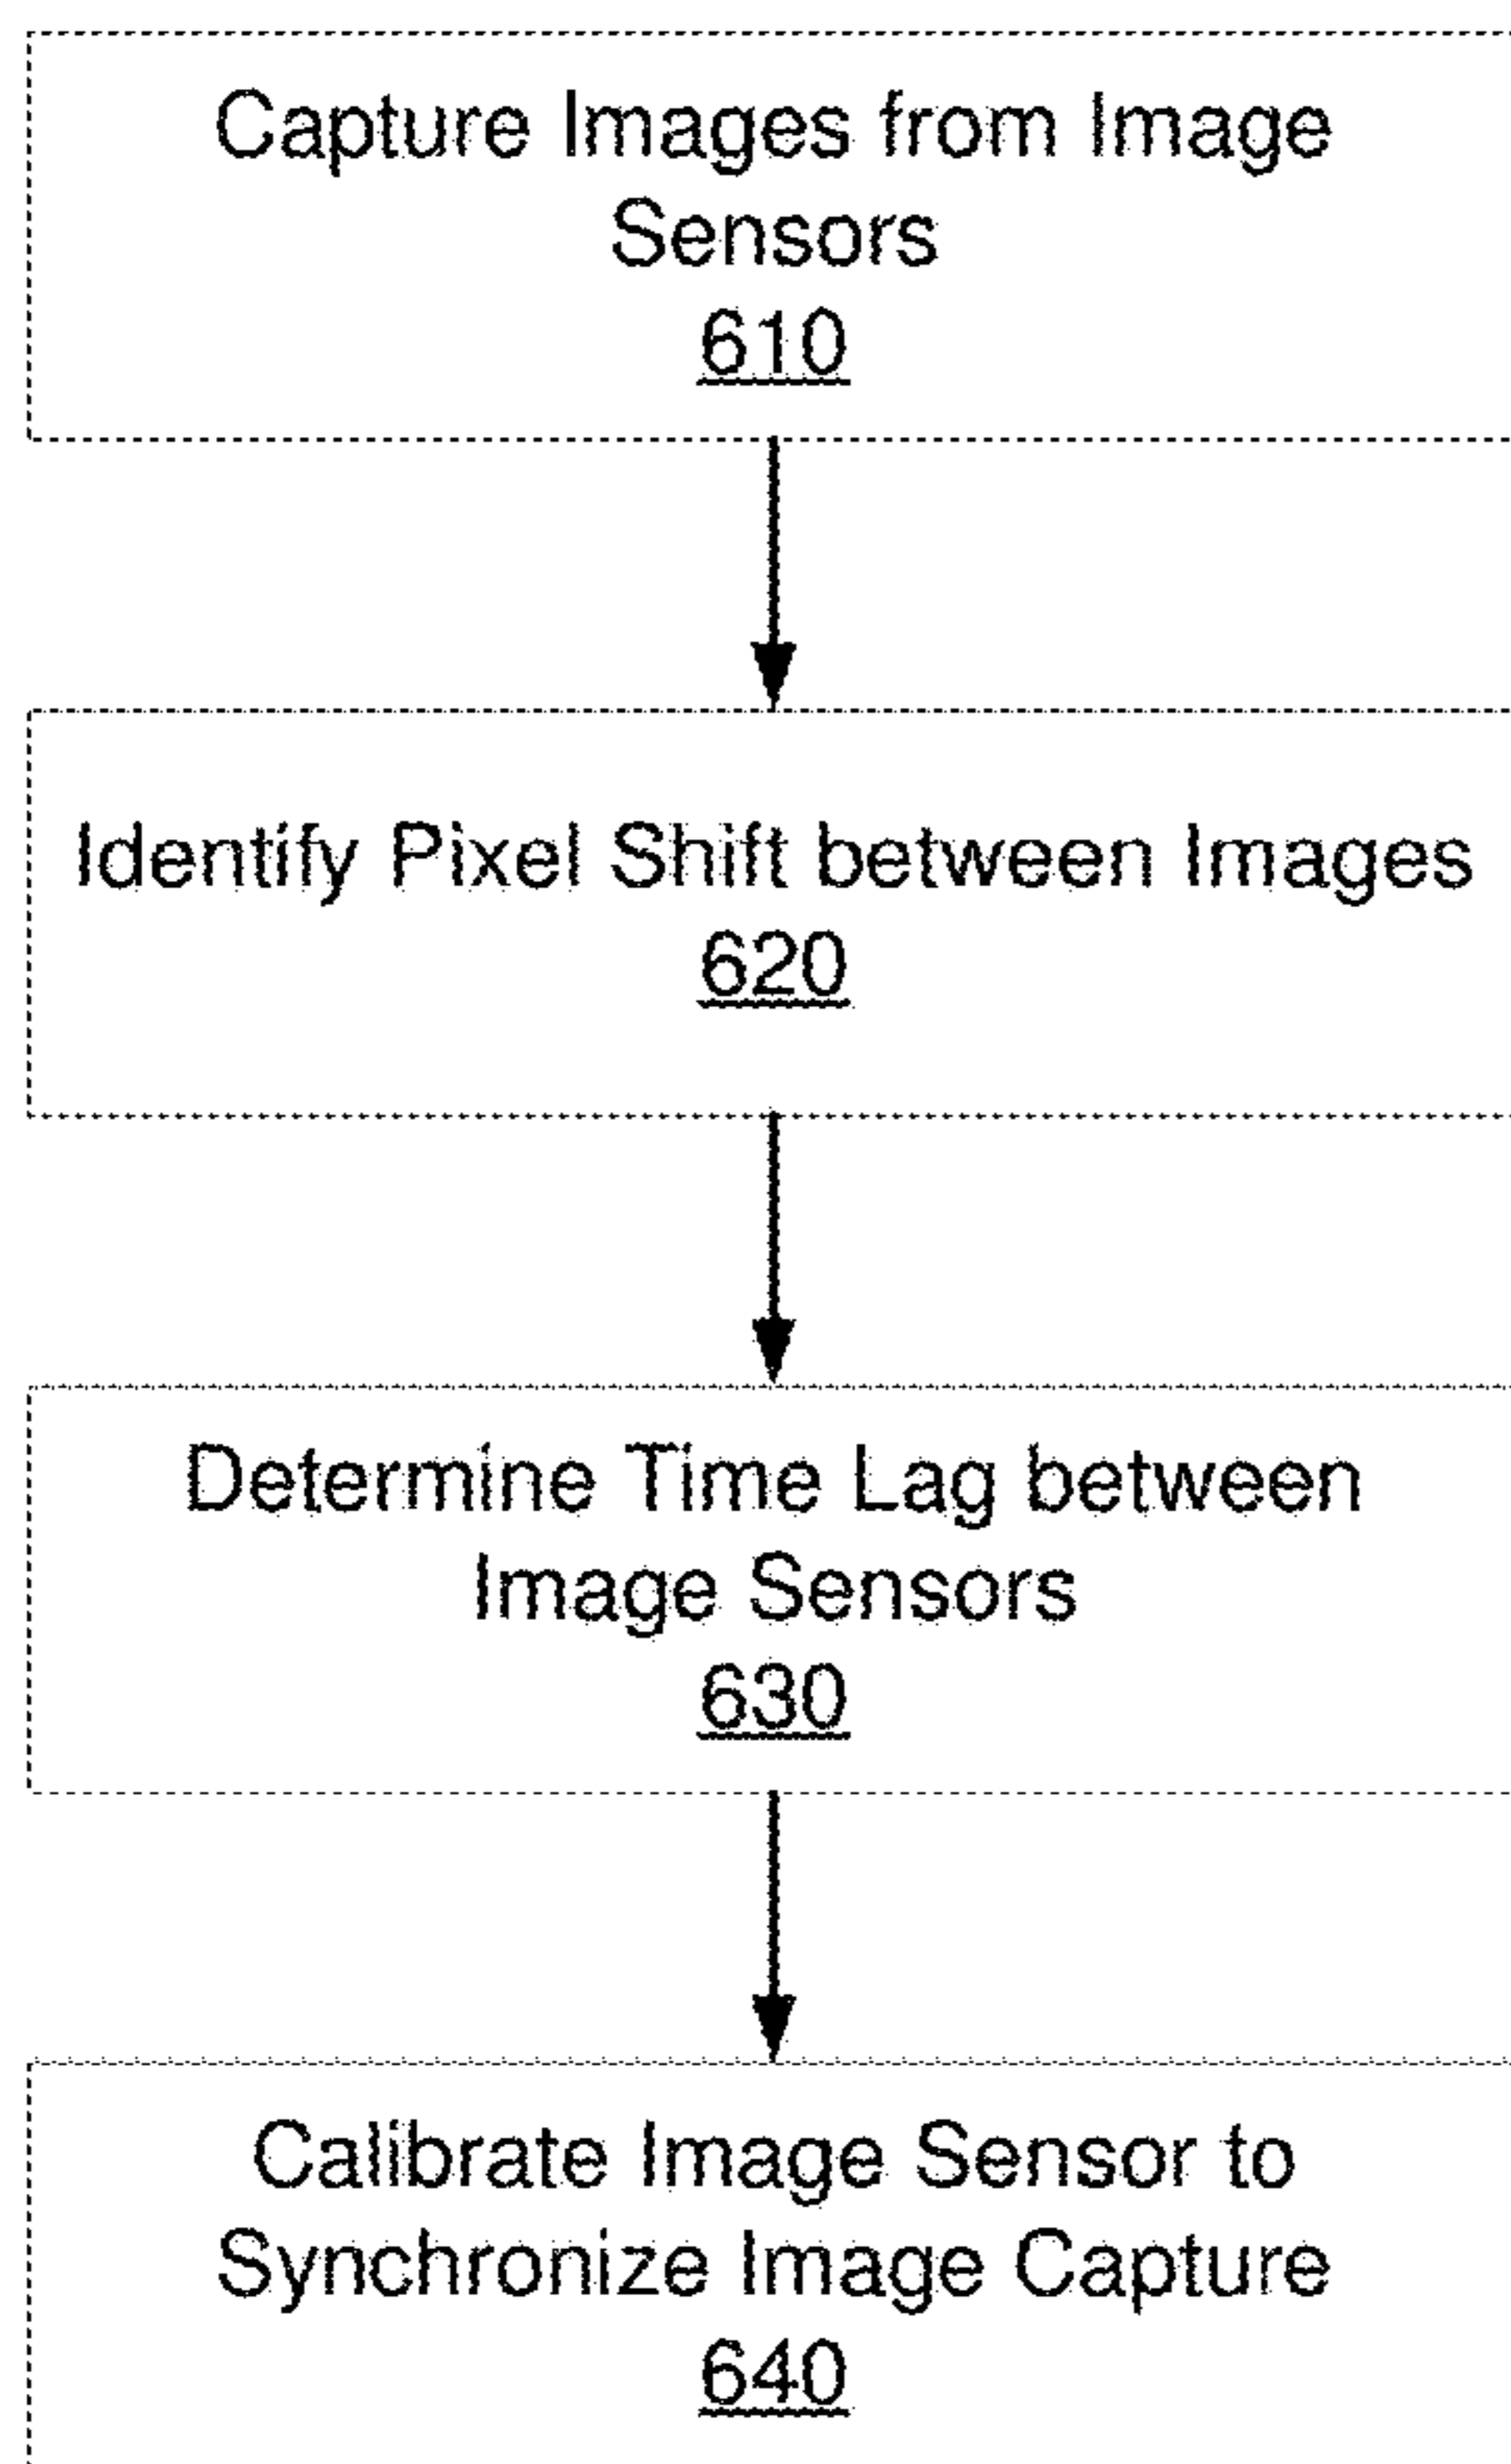 Capture Images from Image
Sensors
610
Identify Pixel Shift between Images
620
Determine Time Lag between
Image Sensors
630
Calibrate Image Sensor to
Synchronize Image Capture
640